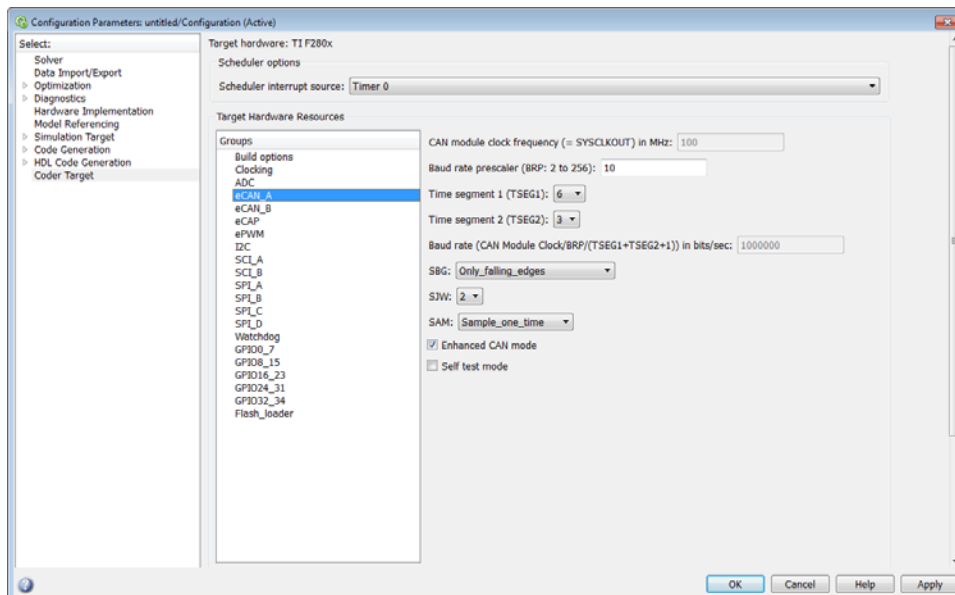 Configuration Parameters: untitled/Configuration (Active)
Select:
Solver
Data Import/Export
Optimization
Diagnostics
Hardware Implementation
Model Referencing
Simulation Target
Code Generation
HDL Code Generation
Coder Target
Target hardware: TI F280x
Scheduler options
Scheduler interrupt source: Timer 0
Target Hardware Resources
Groups
Build options
Clocking
ADC
eCAN_A
eCAN_B
eCAP
ePWM
I2C
SCI_A
SCI_B
SPI_A
SPI_B
SPI_C
SPI_D
Watchdog
GPIO0_7
GPIO8_15
GPIO16_23
GPIO24_31
GPIO32_34
Flash_loader
CAN module clock frequency (= SYSCLKOUT) in MHz: 100
Baud rate prescaler (BRP: 2 to 256): 10
Time segment 1 (TSEG1): 6
Time segment 2 (TSEG2): 3
Baud rate (CAN Module Clock/BRP/(TSEG1+TSEG2+1)) in bits/sec: 1000000
SBG: Only_falling_edges
SJW: 2
SAM: Sample_one_time
Enhanced CAN mode
Self test mode
OK Cancel Help Apply